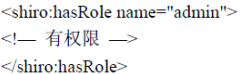 <shiro:hasRole name="admin">
<!— 有权限 —>
</shiro:hasRole>